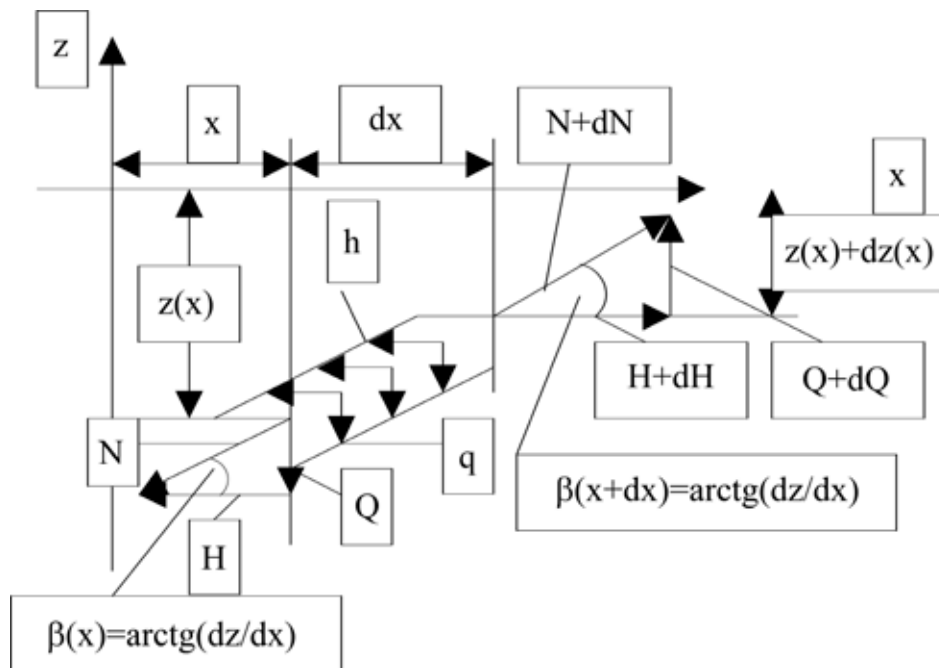 z
x
dx
N+dN
x
h
z(x)
z(x)+dz(x)
H+dH
Q+dQ
N
q
Q
β(x+dx)=arctg(dz/dx)
H
β(x)=arctg(dz/dx)